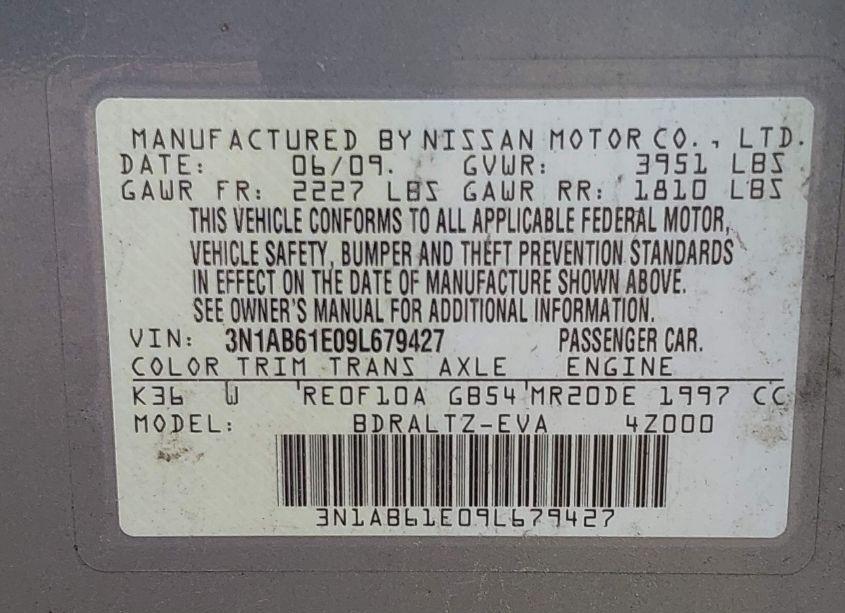 MANUFACTURED BY NISSAN MOTOR CO., LTD.
DATE: 06/09. GVWR: 3951 LBS
GAWR FR: 2227 LBS GAWR RR: 1810 LBS
THIS VEHICLE CONFORMS TO ALL APPLICABLE FEDERAL MOTOR,
VEHICLE SAFETY, BUMPER AND THEFT PREVENTION STANDARDS
IN EFFECT ON THE DATE OF MANUFACTURE SHOWN ABOVE.
SEE OWNER'S MANUAL FOR ADDITIONAL INFORMATION.
VIN: 3N1AB61E09L679427 PASSENGER CAR.
COLOR TRIM TRANS AXLE ENGINE
K36 W RE0F10A GB54 MR20DE 1997 CC
MODEL: BDRALTZ-EVA 4Z000
3N1AB61E09L679427